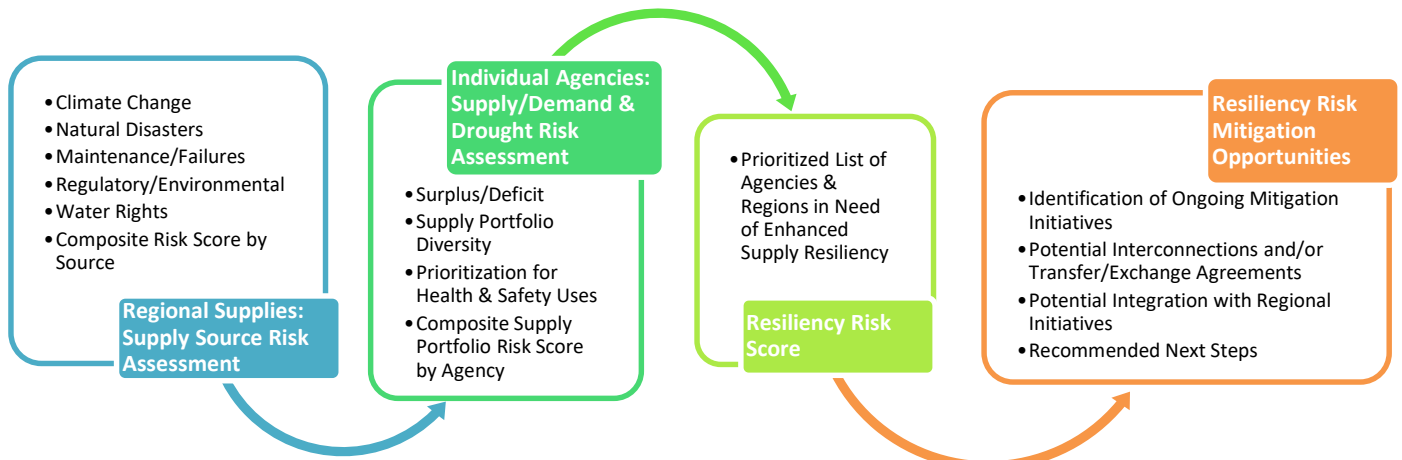 •Climate Change
•Natural Disasters
•Maintenance/Failures
•Regulatory/Environmental
•Water Rights
•Composite Risk Score by
Source
Regional Supplies:
Supply Source Risk
Assessment
Individual Agencies:
Supply/Demand &
Drought Risk
Assessment
•Surplus/Deficit
•Supply Portfolio
Diversity
•Prioritization for
Health & Safety Uses
•Composite Supply
Portfolio Risk Score
by Agency
•Prioritized List of
Agencies &
Regions in Need
of Enhanced
Supply Resiliency
Resiliency Risk
Score
Resiliency Risk
Mitigation
Opportunities
•Identification of Ongoing Mitigation
Initiatives
•Potential Interconnections and/or
Transfer/Exchange Agreements
•Potential Integration with Regional
Initiatives
•Recommended Next Steps